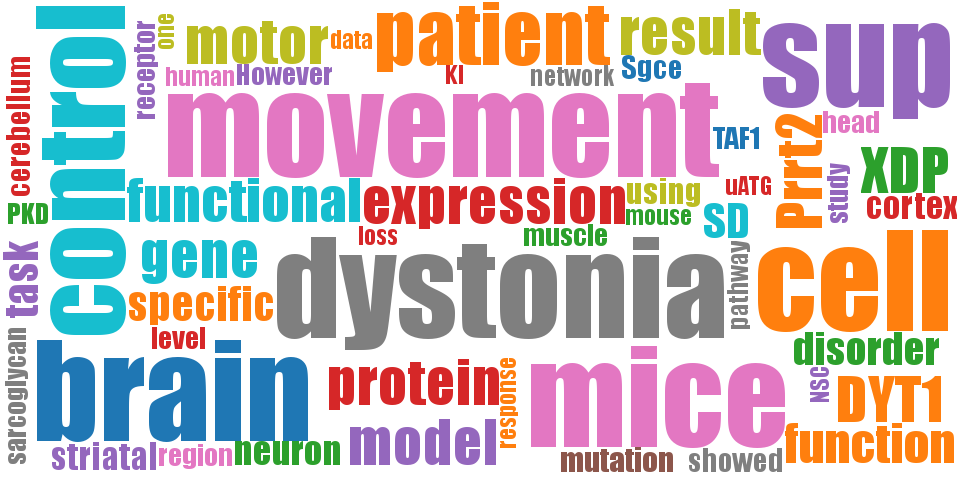 control
receptor
one
motor
data
patient
result
sup
human
However
KI
network
Sgce
cerebellum
movement
TAF1
Prrt2
head
XDP
PKD
functional
expression
using
mouse
uATG
SD
study
cortex
loss
muscle
task
gene
dystonia
pathway
cell
specific
level
sarcoglycan
brain
protein
response
mice
disorder
NSC
DYT1
striatal
region
neuron
model
mutation
showed
function